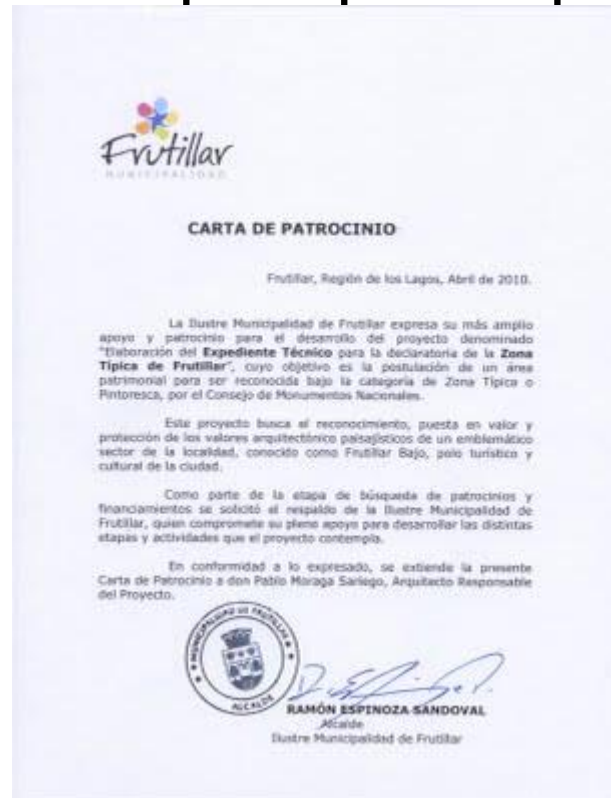 Frutillar
MUNICIPALIDAD
CARTA DE PATROCINIO
Frutillar, Región de los Lagos, Abril de 2010.
La Ilustre Municipalidad de Frutillar expresa su más amplio
apoyo y patrocinio para el desarrollo del proyecto denominado
"Elaboración del Expediente Técnico para la declaratoria de la Zona
Típica de Frutillar", cuyo objetivo es la postulación de un área
patrimonial para ser reconocida bajo la categoría de Zona Típica o
Pintoresca, por el Consejo de Monumentos Nacionales.
Este proyecto busca el reconocimiento, puesta en valor y
protección de los valores arquitectónico paisajísticos de un emblemático
sector de la localidad, conocido como Frutillar Bajo, polo turístico y
cultural de la ciudad.
Como parte de la etapa de búsqueda de patrocinios y
financiamientos se solicitó el respaldo de la Ilustre Municipalidad de
Frutillar, quien compromete su pleno apoyo para desarrollar las distintas
etapas y actividades que el proyecto contempla.
En conformidad a lo expresado, se extiende la presente
Carta de Patrocinio a don Pablo Moraga Sariego, Arquitecto Responsable
del Proyecto.
MUNICIPALIDAD DE FRUTILLAR
ALCALDE
RAMÓN ESPINOZA SANDOVAL
Alcalde
Ilustre Municipalidad de Frutillar